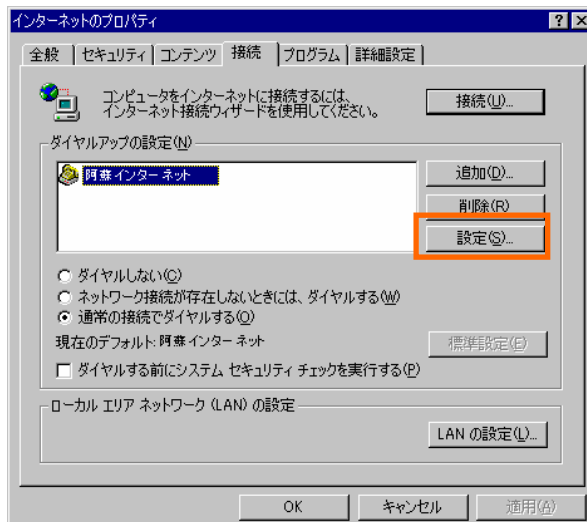 インターネットのプロパティ
全般 セキュリティ コンテンツ 接続 プログラム 詳細設定
コンピュータをインターネットに接続するには、
インターネット接続ウィザードを使用してください。
接続(U)...
ダイヤルアップの設定(N)
阿蘇インターネット
追加(D)...
削除(R)
設定(S)...
ダイヤルしない(C)
ネットワーク接続が存在しないときには、ダイヤルする(W)
通常の接続でダイヤルする(O)
現在のデフォルト: 阿蘇インターネット
標準設定(E)
ダイヤルする前にシステム セキュリティ チェックを実行する(P)
ローカル エリア ネットワーク (LAN) の設定
LAN の設定(L)...
OK キャンセル 適用(A)